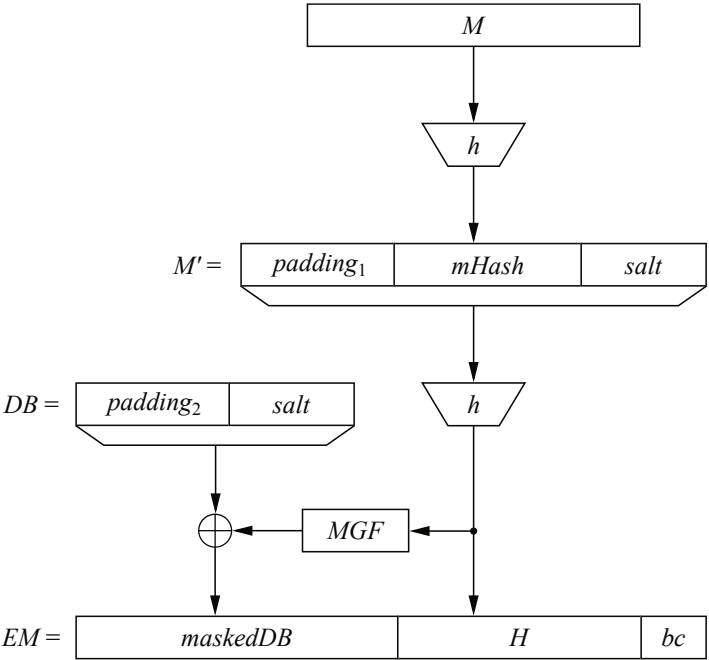 M
h
M' = padding₁ mHash salt
DB = padding₂ salt h
MGF
EM = maskedDB H bc